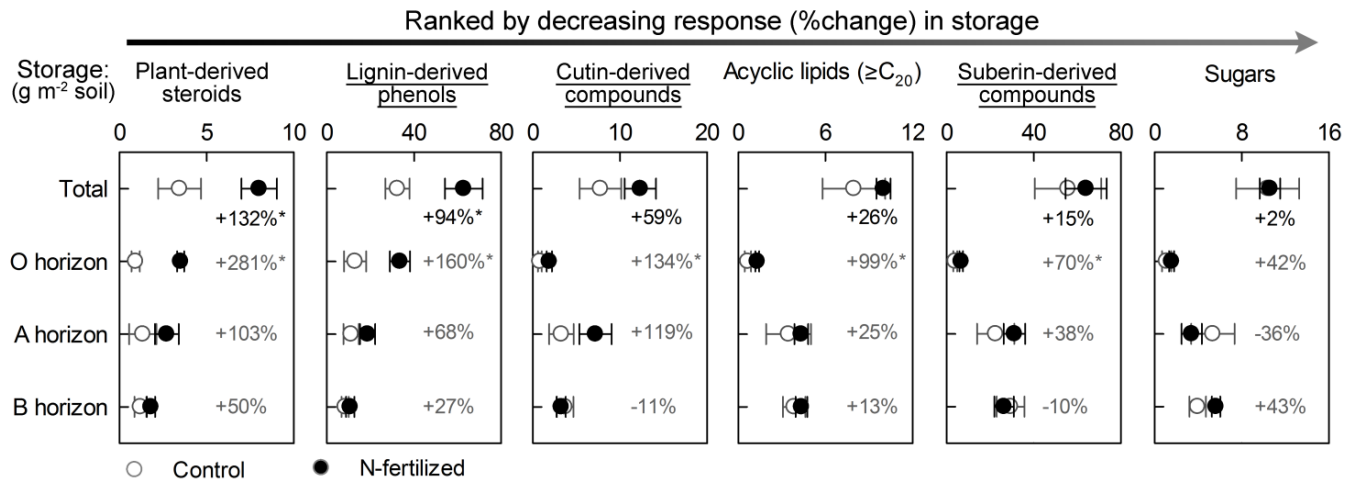 Ranked by decreasing response (%change) in storage
Storage:
(g m⁻² soil)
Plant-derived
steroids
Lignin-derived
phenols
Cutin-derived
compounds
Acyclic lipids (≥C₂₀)
Suberin-derived
compounds
Sugars
0 5 10 0 40 80 0 10 20 0 6 12 0 40 80 0 8 16
Total
+132%* +94%* +59% +26% +15% +2%
O horizon +281%* +160%* +134%* +99%* +70%* +42%
A horizon +103% +68% +119% +25% +38% -36%
B horizon +50% +27% -11% +13% -10% +43%
Control N-fertilized